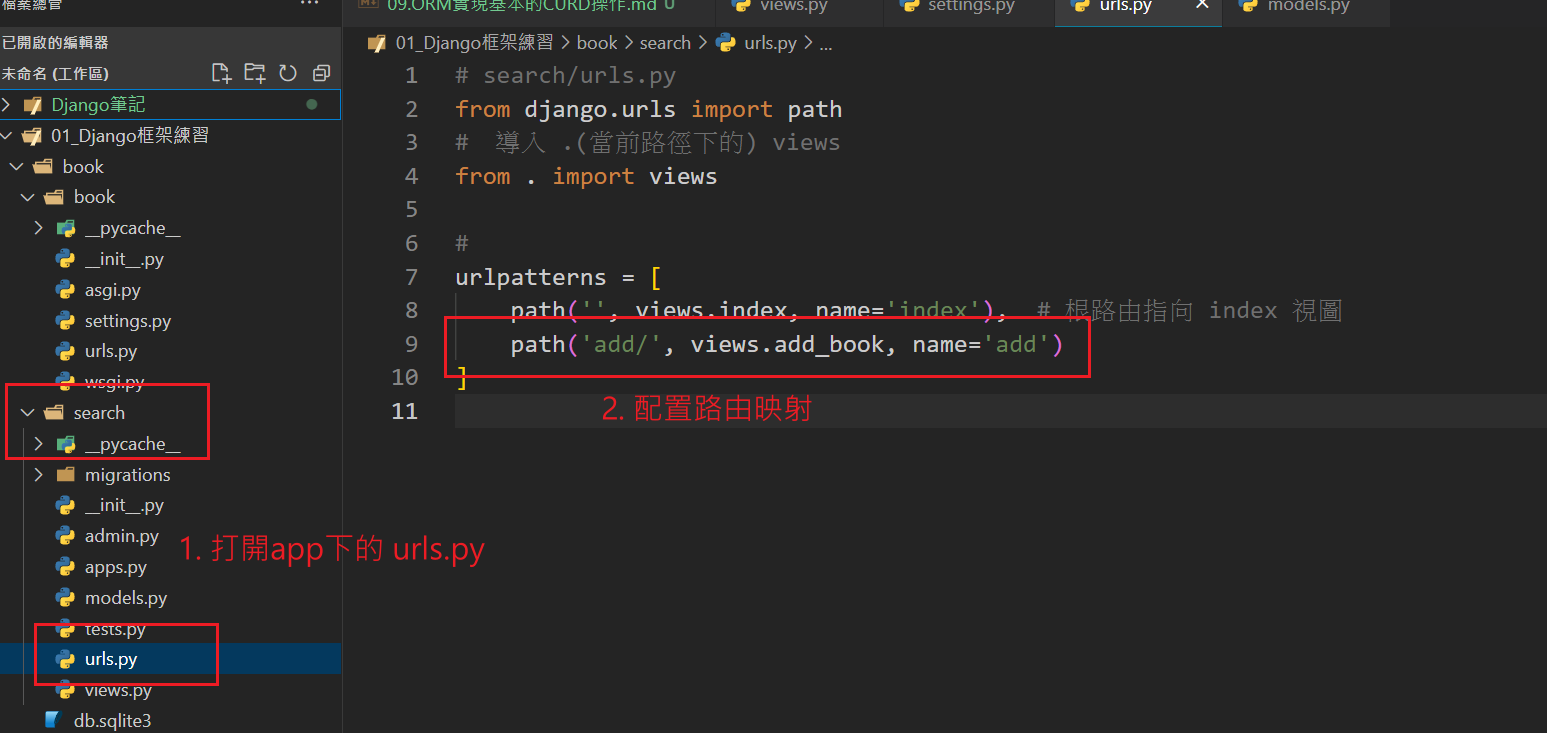 檔案總管
···
09.ORM實現基本的CURD操作.md U
views.py
settings.py
urls.py
models.py
已開啟的編輯器
未命名 (工作區)
Django筆記
01_Django框架練習
book
book
__pycache__
__init__.py
asgi.py
settings.py
urls.py
wsgi.py
search
__pycache__
migrations
__init__.py
admin.py
apps.py
models.py
tests.py
urls.py
views.py
db.sqlite3
1. 打開app下的 urls.py
01_Django框架練習 > book > search > urls.py > ...
1 # search/urls.py
2 from django.urls import path
3 #  導入 .(當前路徑下的) views
4 from . import views
5
6 #
7 urlpatterns = [
8     path('', views.index, name='index'),  # 根路由指向 index 視圖
9     path('add/', views.add_book, name='add')
10 ]
11
2. 配置路由映射